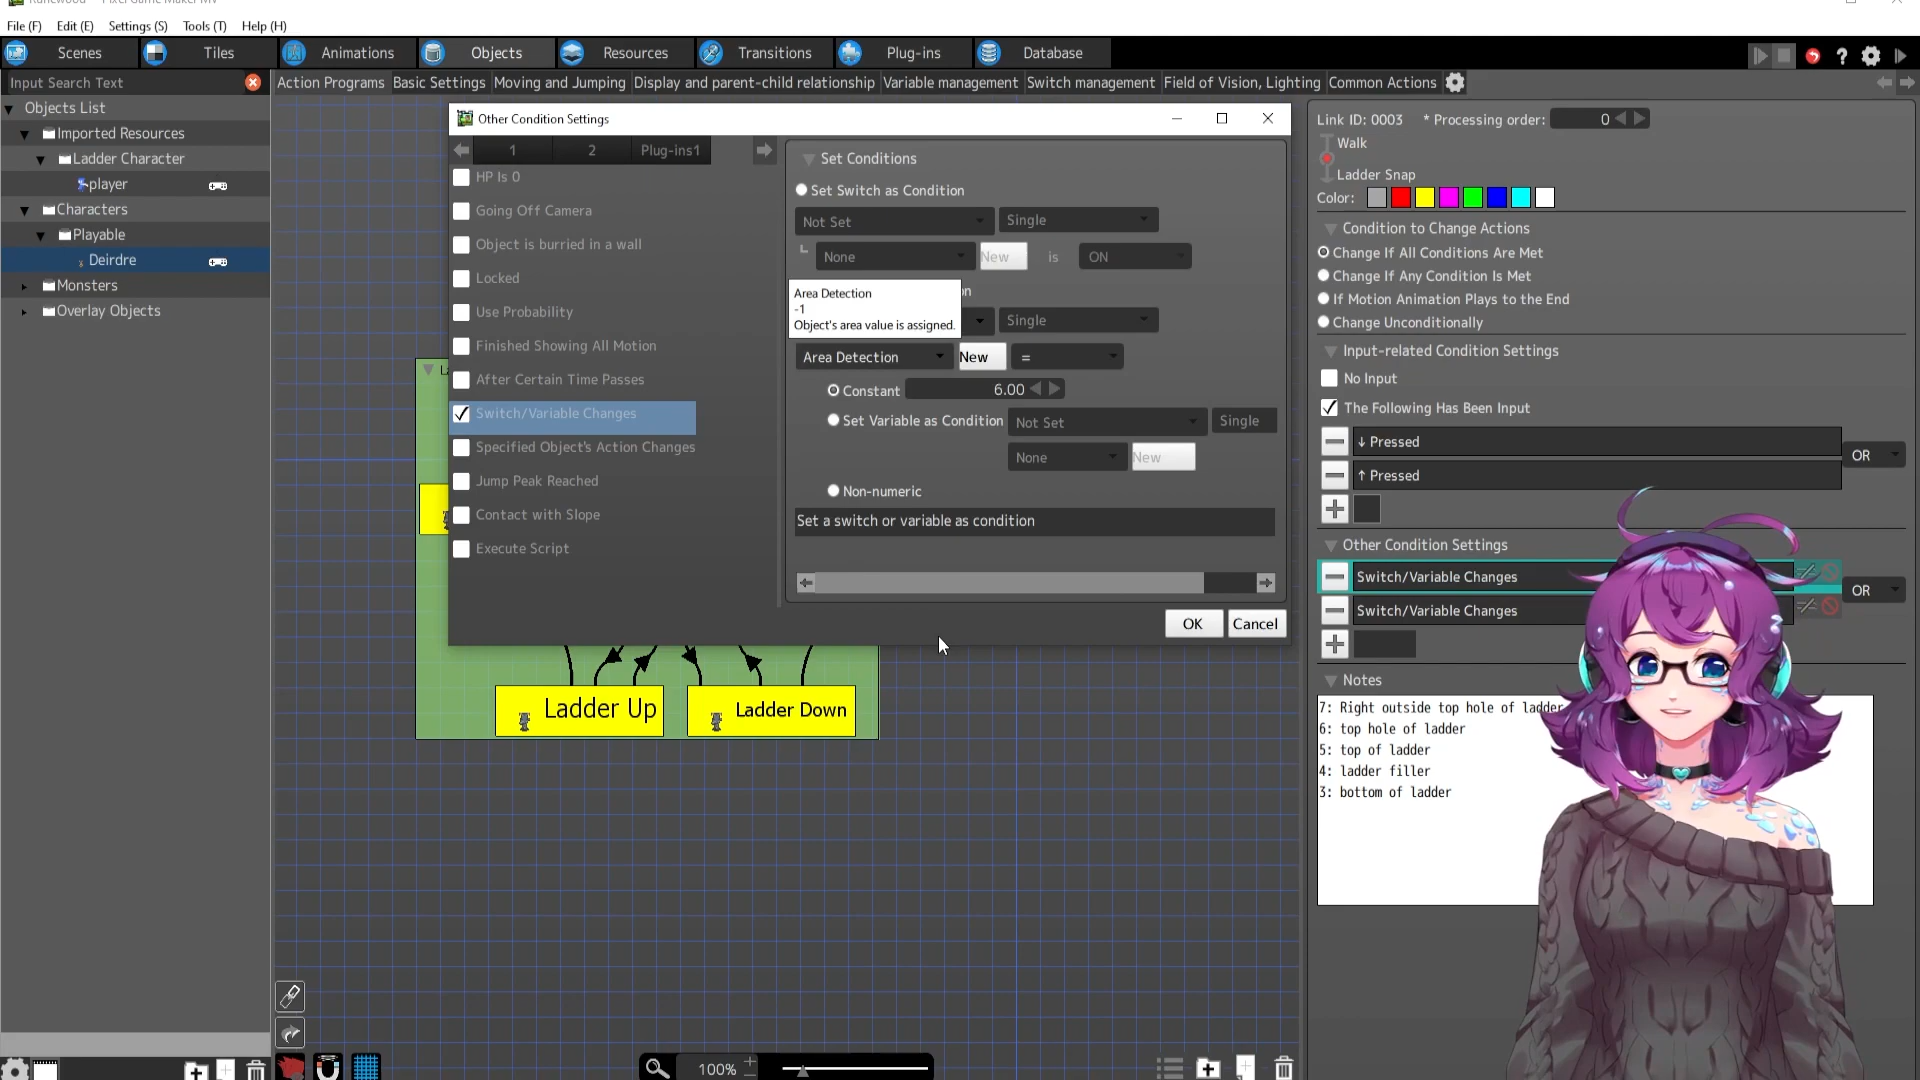 File (F) Edit (E) Settings (S) Tools (T) Help (H)
Scenes Tiles Animations Objects Resources Transitions Plug-ins Database
Input Search Text
Action Programs Basic Settings Moving and Jumping Display and parent-child relationship Variable management Switch management Field of Vision, Lighting Common Actions
Objects List
Imported Resources
Ladder Character
player
Characters
Playable
Deirdre
Monsters
Overlay Objects
Other Condition Settings
1 2 Plug-ins1
HP Is 0
Going Off Camera
Object is burried in a wall
Locked
Use Probability
Finished Showing All Motion
After Certain Time Passes
Switch/Variable Changes
Specified Object's Action Changes
Jump Peak Reached
Contact with Slope
Execute Script
Set Conditions
Set Switch as Condition
Not Set Single
None New is ON
Area Detection
-1
Object's area value is assigned.
Single
Area Detection New =
Constant 6.00
Set Variable as Condition Not Set Single
None New
Non-numeric
Set a switch or variable as condition
OK Cancel
Ladder Up Ladder Down
100%
Link ID: 0003 * Processing order: 0
Walk
Ladder Snap
Color:
Condition to Change Actions
Change If All Conditions Are Met
Change If Any Condition Is Met
If Motion Animation Plays to the End
Change Unconditionally
Input-related Condition Settings
No Input
The Following Has Been Input
↓ Pressed
OR
↑ Pressed
Other Condition Settings
Switch/Variable Changes
OR
Switch/Variable Changes
Notes
7: Right outside top hole of ladder
6: top hole of ladder
5: top of ladder
4: ladder filler
3: bottom of ladder